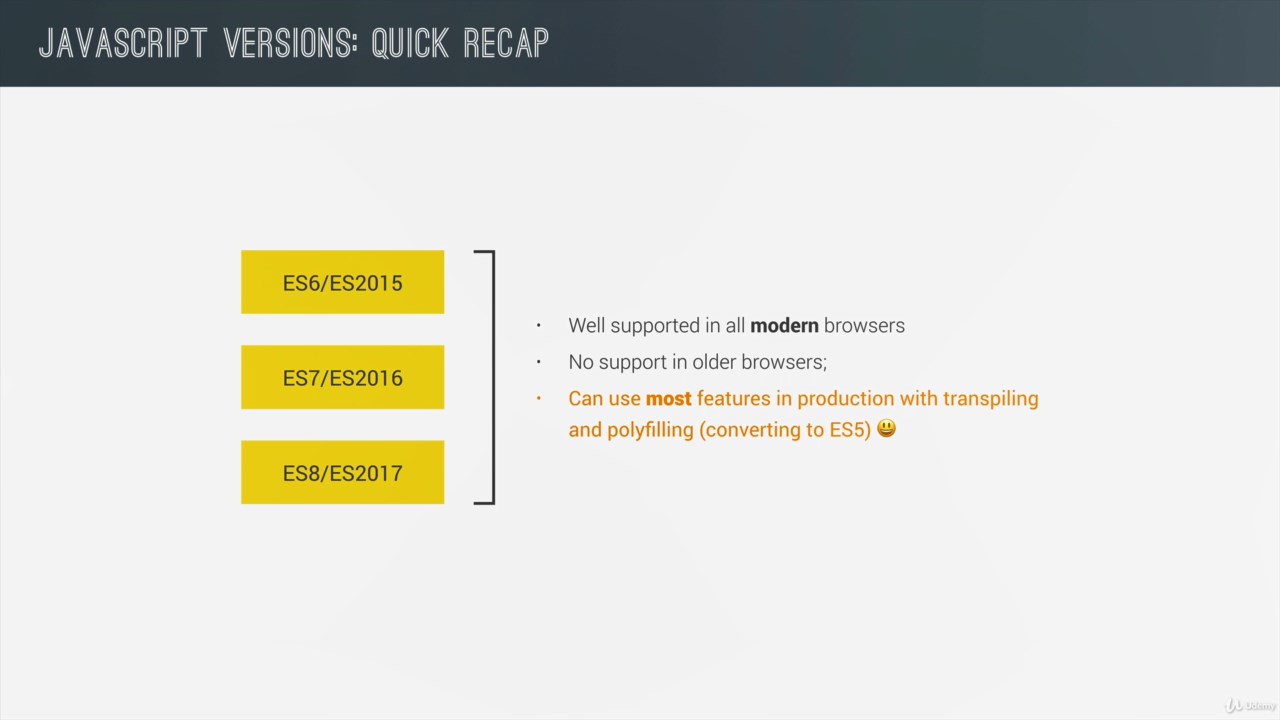 JAVASCRIPT VERSIONS: QUICK RECAP
ES6/ES2015
ES7/ES2016
ES8/ES2017
• Well supported in all modern browsers
• No support in older browsers;
• Can use most features in production with transpiling
and polyfilling (converting to ES5) 😃
Udemy